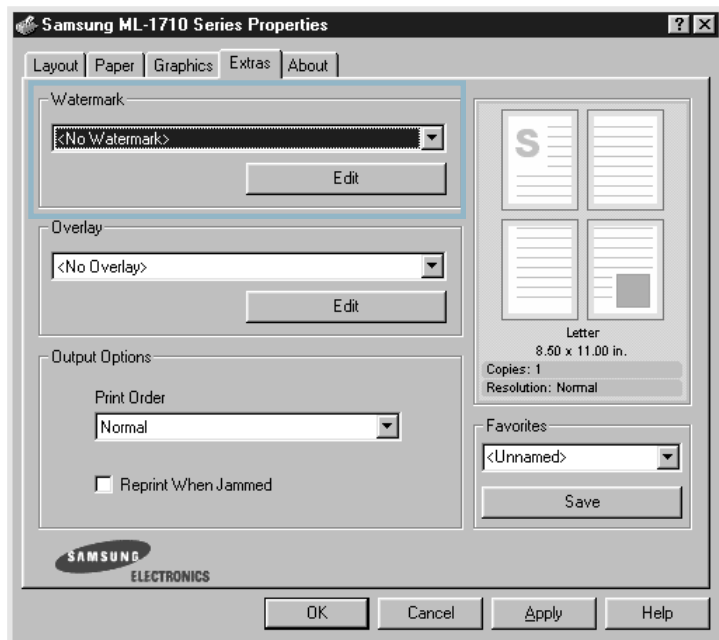 Samsung ML-1710 Series Properties
Layout Paper Graphics Extras About
Watermark
<No Watermark>
Edit
Overlay
<No Overlay>
Edit
Output Options
Print Order
Normal
Reprint When Jammed
SAMSUNG
ELECTRONICS
S
Letter
8.50 x 11.00 in.
Copies: 1
Resolution: Normal
Favorites
<Unnamed>
Save
OK Cancel Apply Help